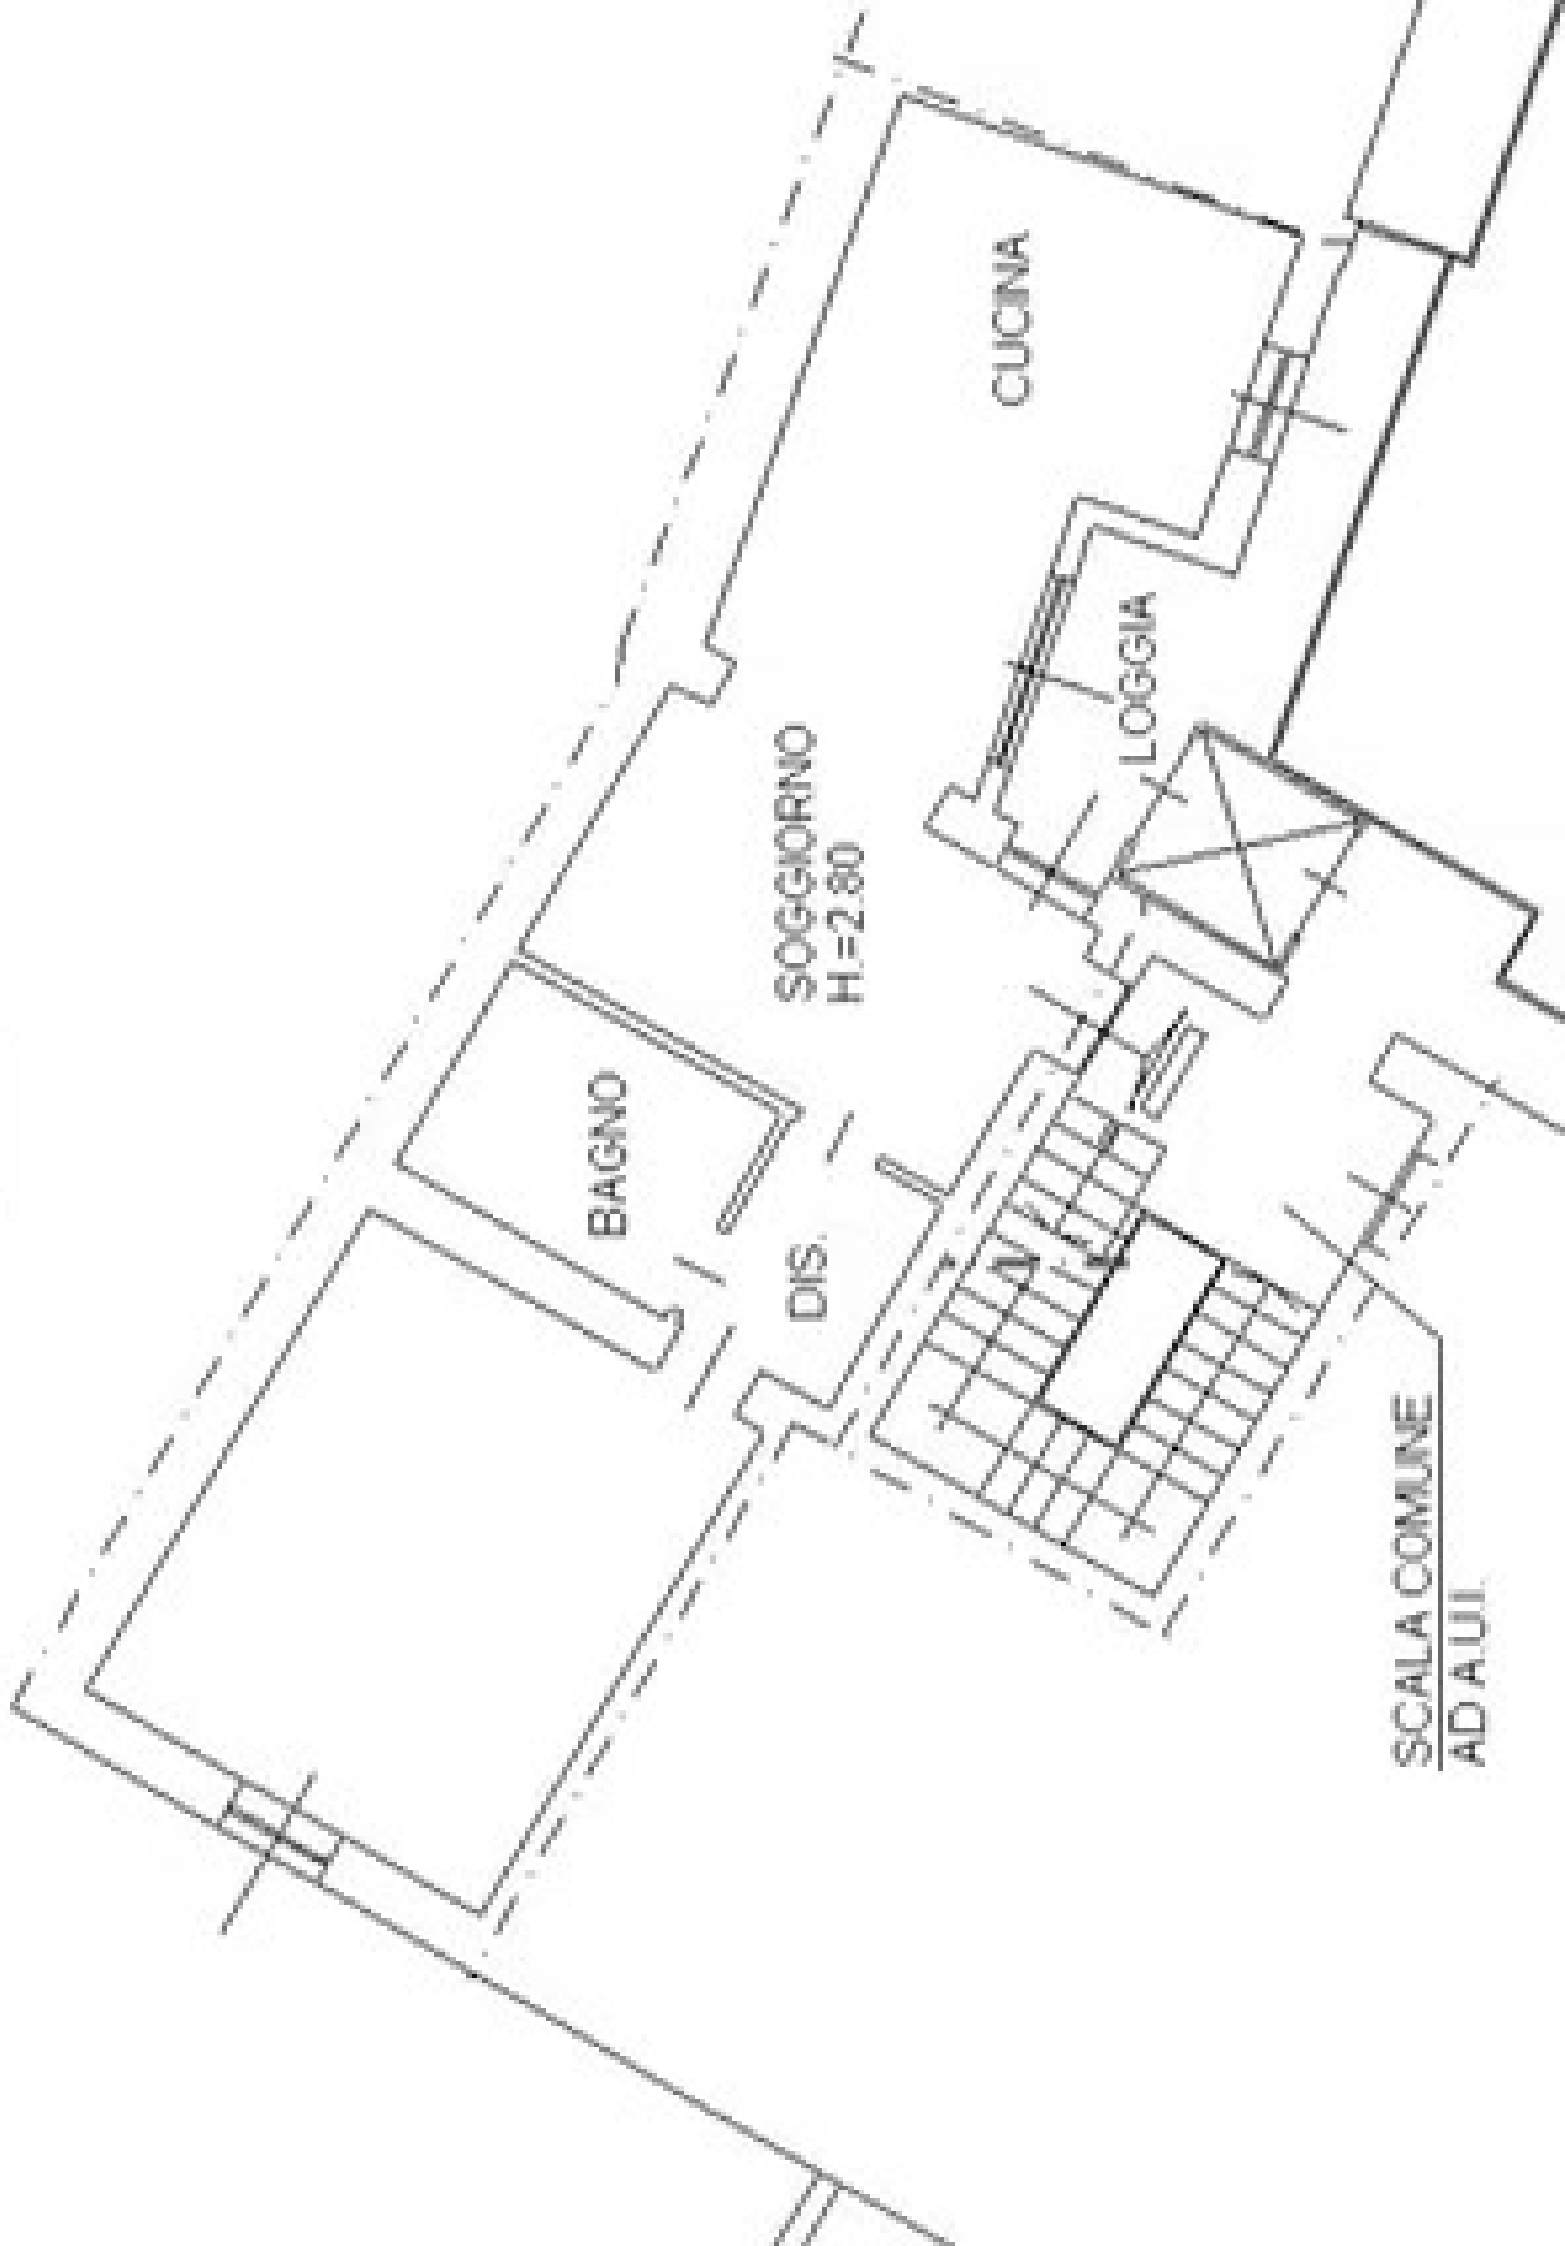 CUCINA
LOGGIA
SOGGIORNO
H.=2.80
BAGNO
DIS.
SCALA COMUNE
AD A.U.I.